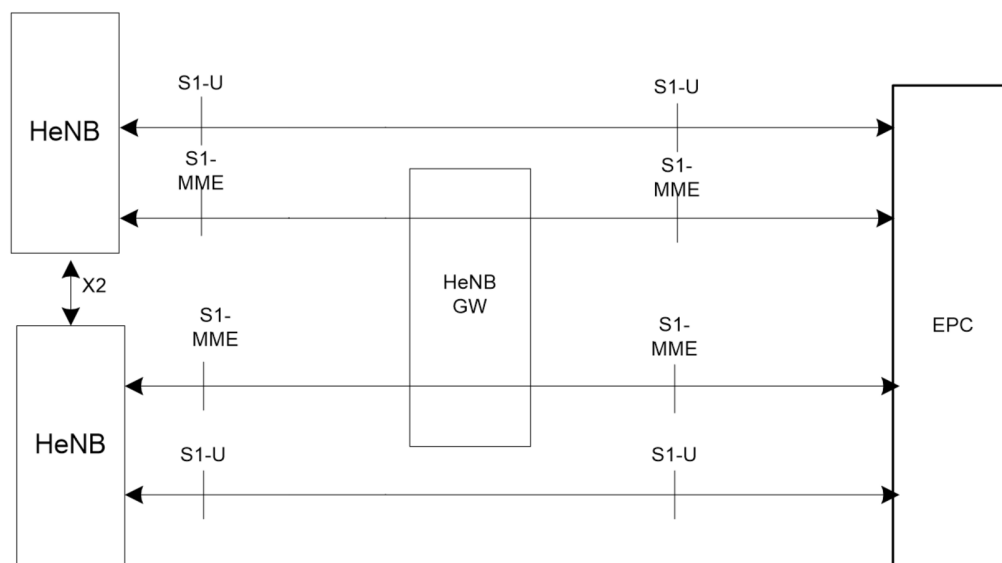 S1-U
S1-U
HeNB
S1-
MME
S1-
MME
X2
HeNB
GW
S1-
MME
S1-
MME
EPC
HeNB
S1-U
S1-U